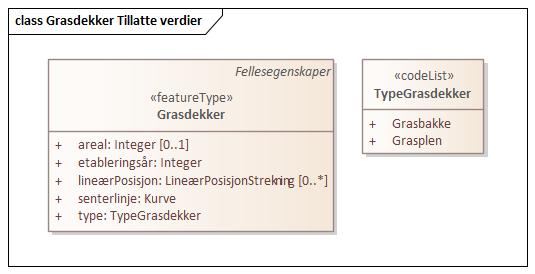 class Grasdekker Tillatte verdier
Fellesegenskaper
«featureType»
Grasdekker
+ areal: Integer [0..1]
+ etableringsår: Integer
+ lineærPosisjon: LineærPosisjonStrekning [0..*]
+ senterlinje: Kurve
+ type: TypeGrasdekker
«codeList»
TypeGrasdekker
+ Grasbakke
+ Grasplen